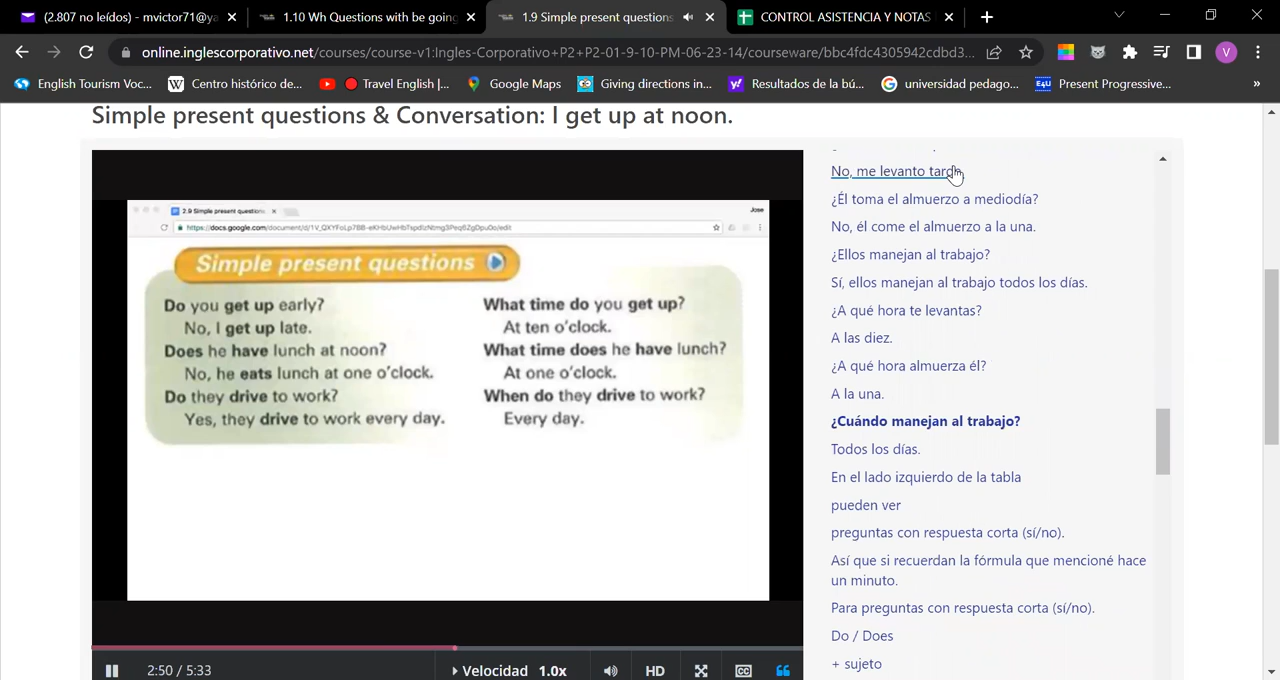 (2.807 no leídos) - mvictor71@ya
1.10 Wh Questions with be going
1.9 Simple present questions
CONTROL ASISTENCIA Y NOTAS
online.inglescorporativo.net/courses/course-v1:Ingles-Corporativo+P2+P2-01-9-10-PM-06-23-14/courseware/bbc4fdc4305942cdbd3...
V
English Tourism Voc...
Centro histórico de...
Travel English |...
Google Maps
Giving directions in...
Resultados de la bú...
universidad pedago...
Present Progressive...
»
Simple present questions & Conversation: I get up at noon.
2.9 Simple present questions
Jose
Simple present questions
Do you get up early?
No, I get up late.
Does he have lunch at noon?
No, he eats lunch at one o'clock.
Do they drive to work?
Yes, they drive to work every day.
What time do you get up?
At ten o'clock.
What time does he have lunch?
At one o'clock.
When do they drive to work?
Every day.
No, me levanto tarde
¿Él toma el almuerzo a mediodía?
No, él come el almuerzo a la una.
¿Ellos manejan al trabajo?
Sí, ellos manejan al trabajo todos los días.
¿A qué hora te levantas?
A las diez.
¿A qué hora almuerza él?
A la una.
¿Cuándo manejan al trabajo?
Todos los días.
En el lado izquierdo de la tabla
pueden ver
preguntas con respuesta corta (sí/no).
Así que si recuerdan la fórmula que mencioné hace
un minuto.
Para preguntas con respuesta corta (sí/no).
Do / Does
+ sujeto
2:50 / 5:33
Velocidad 1.0x
HD
CC